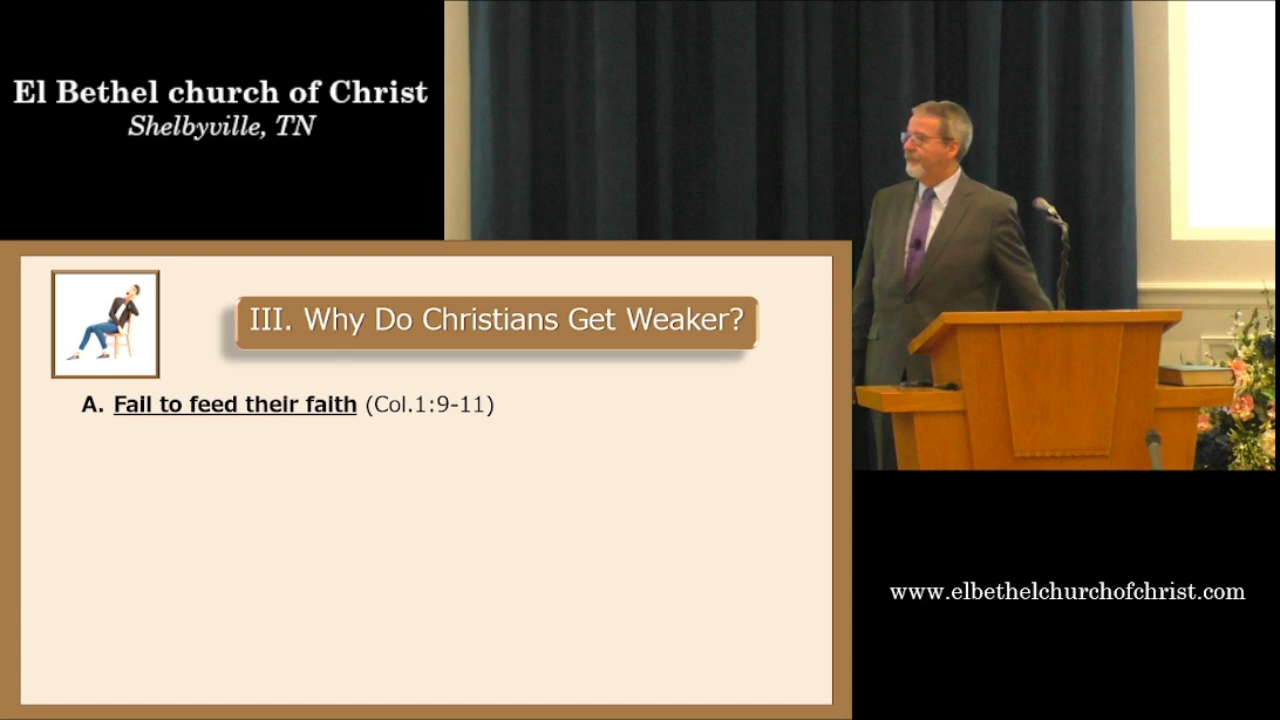 El Bethel church of Christ
Shelbyville, TN
III. Why Do Christians Get Weaker?
A. Fail to feed their faith (Col.1:9-11)
www.elbethelchurchofchrist.com